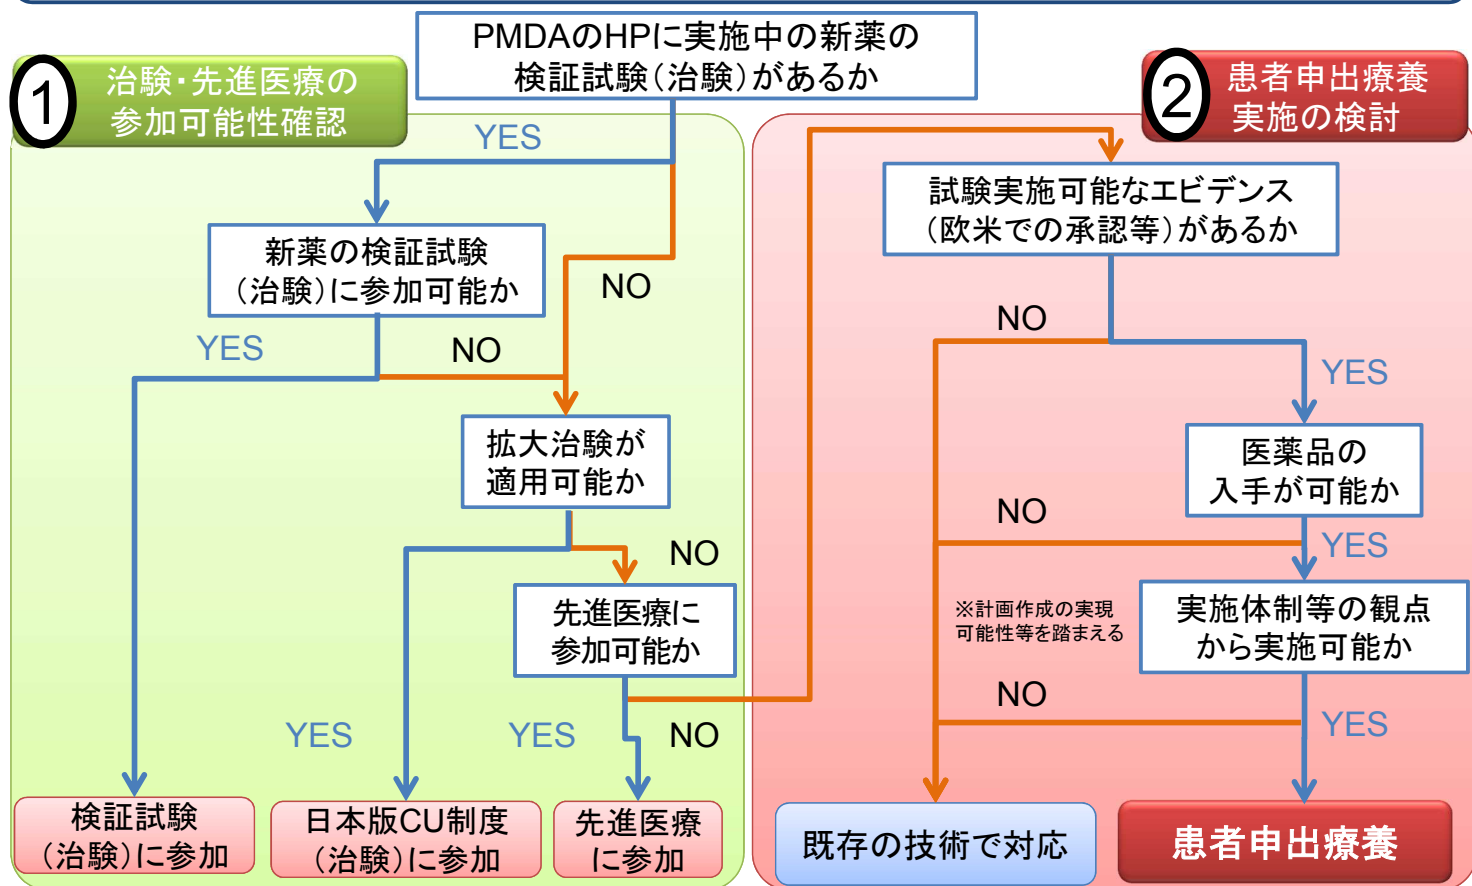 PMDAのHPに実施中の新薬の
検証試験(治験)があるか
1
治験・先進医療の
参加可能性確認
YES
NO
新薬の検証試験
(治験)に参加可能か
YES
NO
拡大治験が
適用可能か
NO
先進医療に
参加可能か
YES
YES
NO
検証試験
(治験)に参加
日本版CU制度
(治験)に参加
先進医療
に参加
2
患者申出療養
実施の検討
試験実施可能なエビデンス
(欧米での承認等)があるか
NO
YES
医薬品の
入手が可能か
NO
YES
※計画作成の実現
可能性等を踏まえる
実施体制等の観点
から実施可能か
NO
YES
既存の技術で対応
患者申出療養